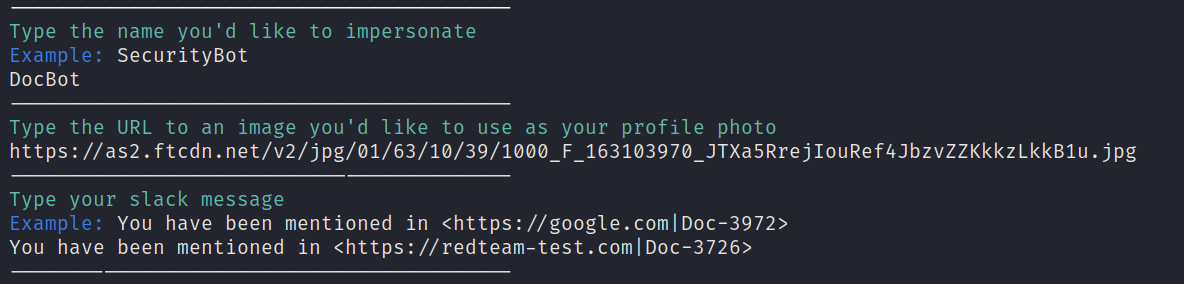 Type the name you'd like to impersonate
Example: SecurityBot
DocBot
Type the URL to an image you'd like to use as your profile photo
https://as2.ftcdn.net/v2/jpg/01/63/10/39/1000_F_163103970_JTXa5RrejIouRef4JbzvZZKkkzLkkB1u.jpg
Type your slack message
Example: You have been mentioned in <https://google.com|Doc-3972>
You have been mentioned in <https://redteam-test.com|Doc-3726>